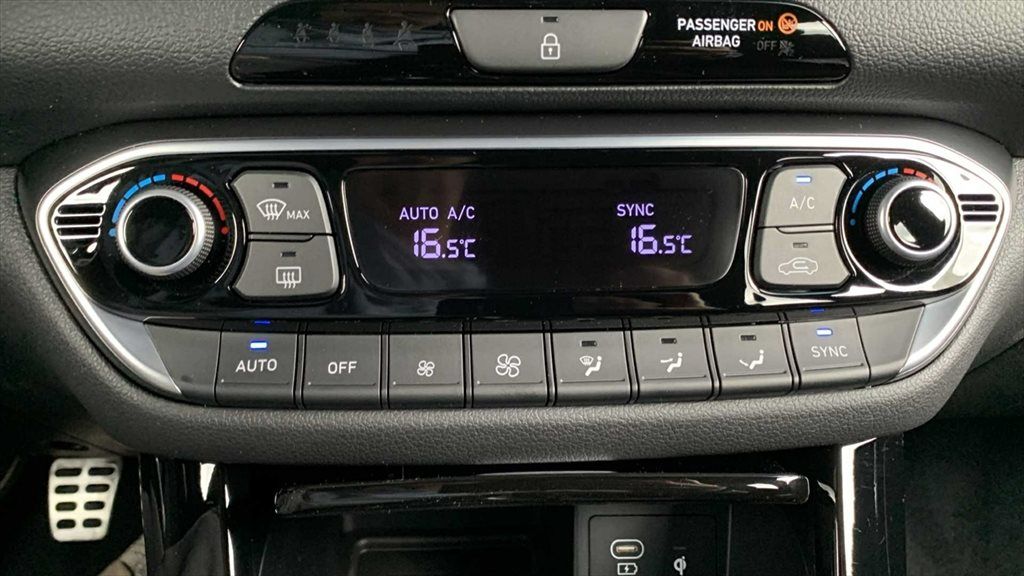 PASSENGER ON
AIRBAG OFF
MAX
AUTO A/C
16.5°C
SYNC
16.5°C
A/C
AUTO
OFF
SYNC